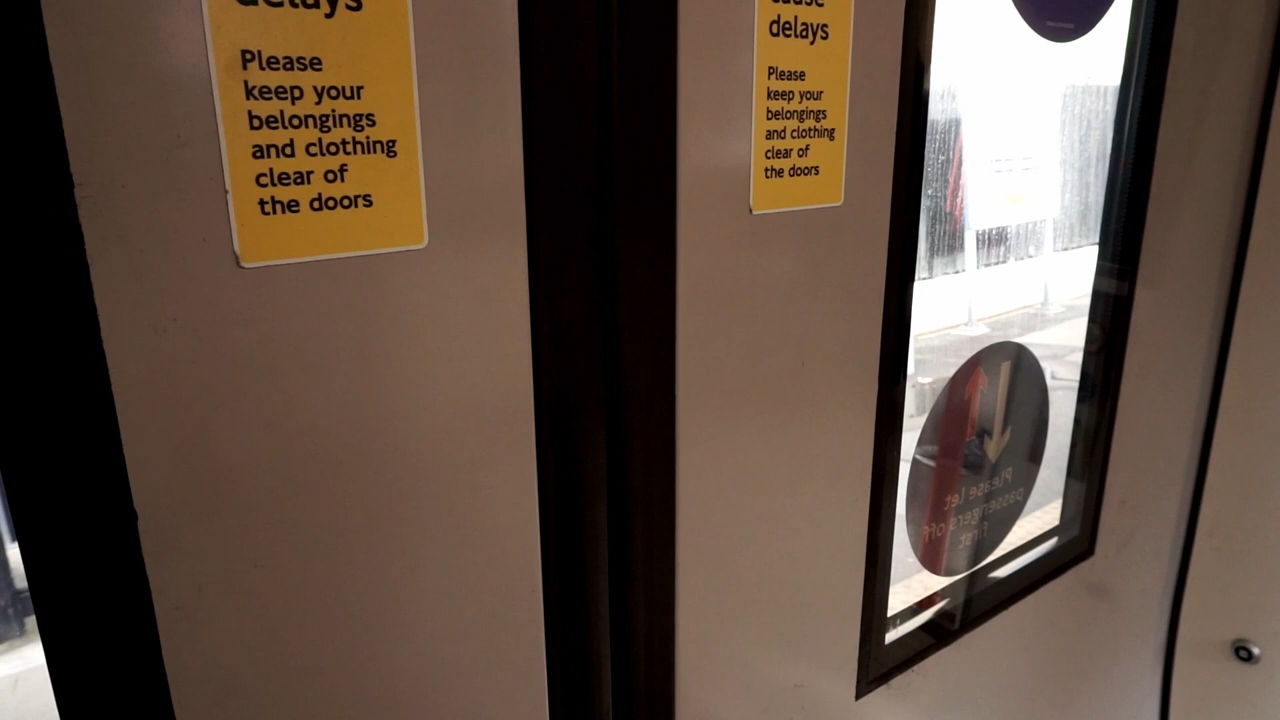 delays
Please
keep your
belongings
and clothing
clear of
the doors
cause
delays
Please
keep your
belongings
and clothing
clear of
the doors
Please let
passengers off
first